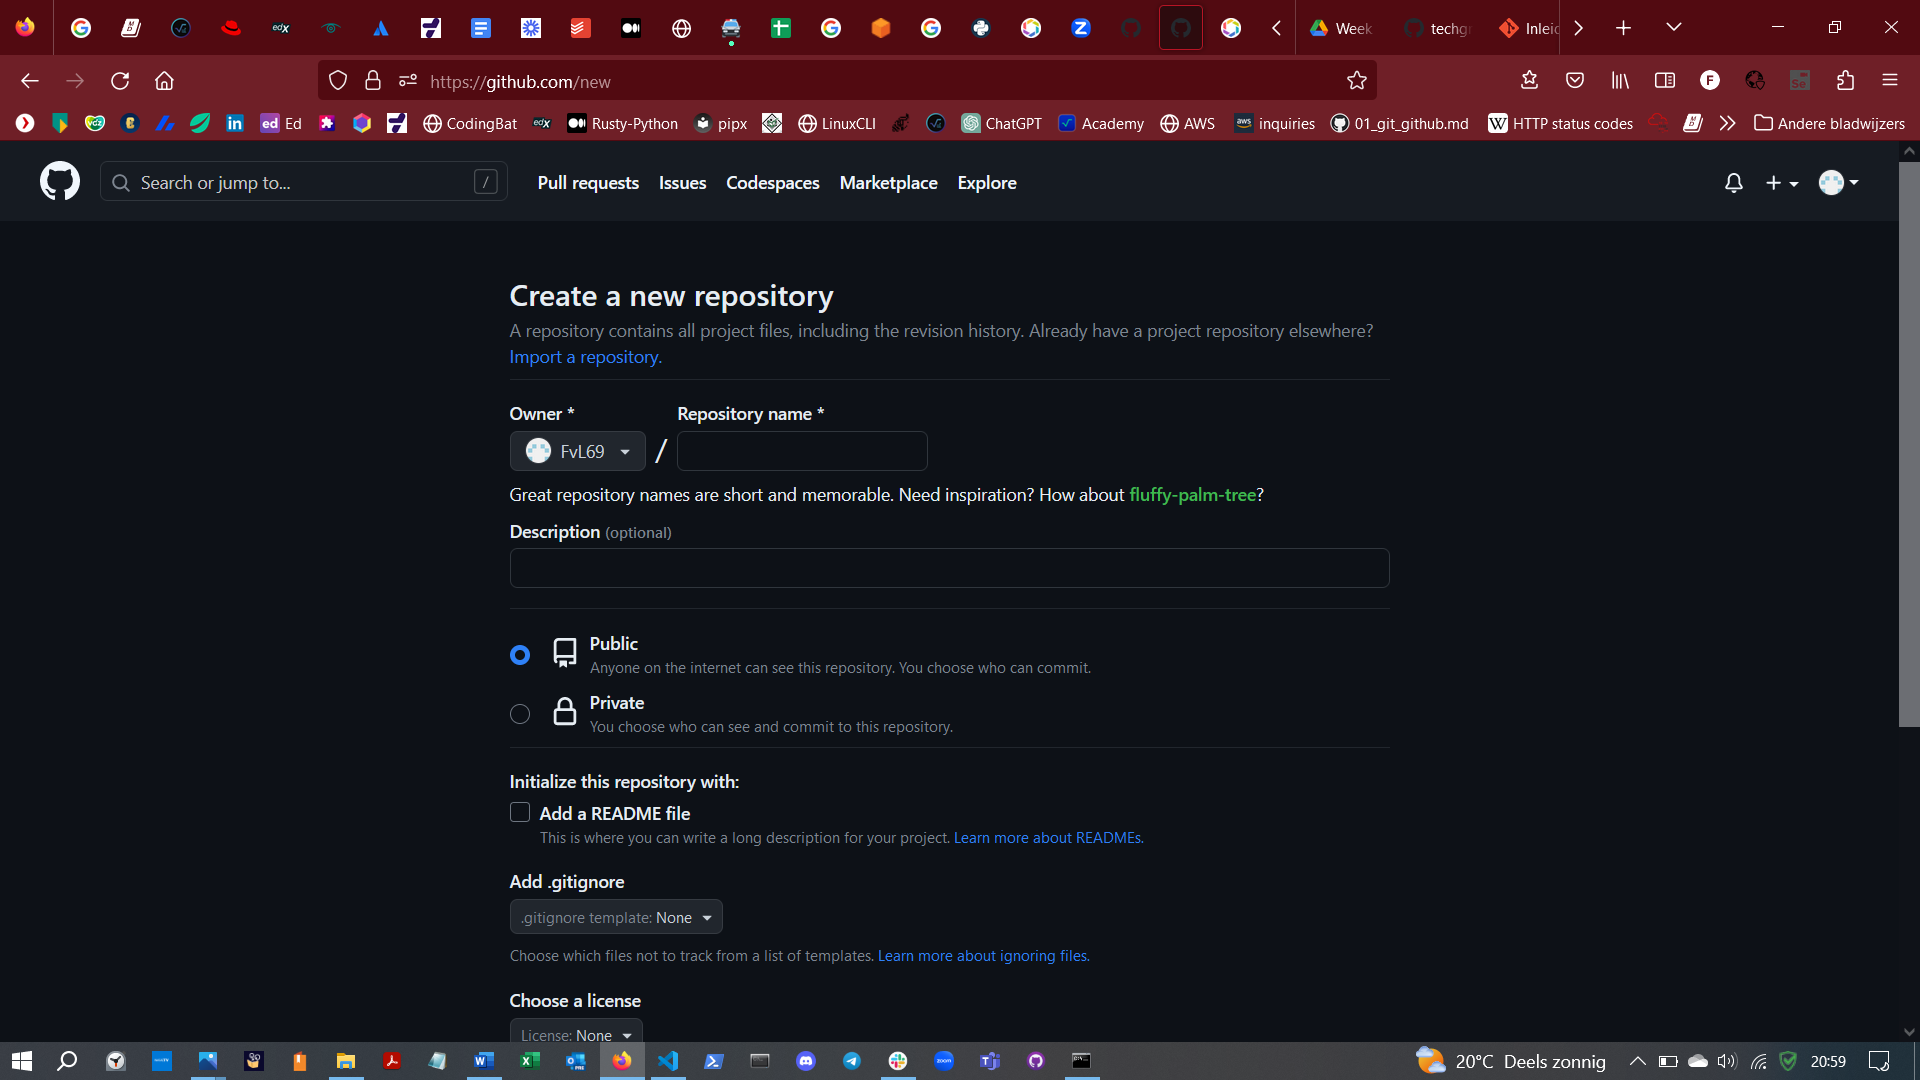 Week
techg
Inleic
https://github.com/new
Ed
CodingBat
edx
Rusty-Python
pipx
LinuxCLI
ChatGPT
Academy
AWS
inquiries
01_git_github.md
HTTP status codes
Andere bladwijzers
Search or jump to...
/
Pull requests
Issues
Codespaces
Marketplace
Explore
Create a new repository
A repository contains all project files, including the revision history. Already have a project repository elsewhere?
Import a repository.
Owner *
Repository name *
FvL69
/
Great repository names are short and memorable. Need inspiration? How about fluffy-palm-tree?
Description (optional)
Public
Anyone on the internet can see this repository. You choose who can commit.
Private
You choose who can see and commit to this repository.
Initialize this repository with:
Add a README file
This is where you can write a long description for your project. Learn more about READMEs.
Add .gitignore
.gitignore template: None
Choose which files not to track from a list of templates. Learn more about ignoring files.
Choose a license
License: None
20°C Deels zonnig
20:59